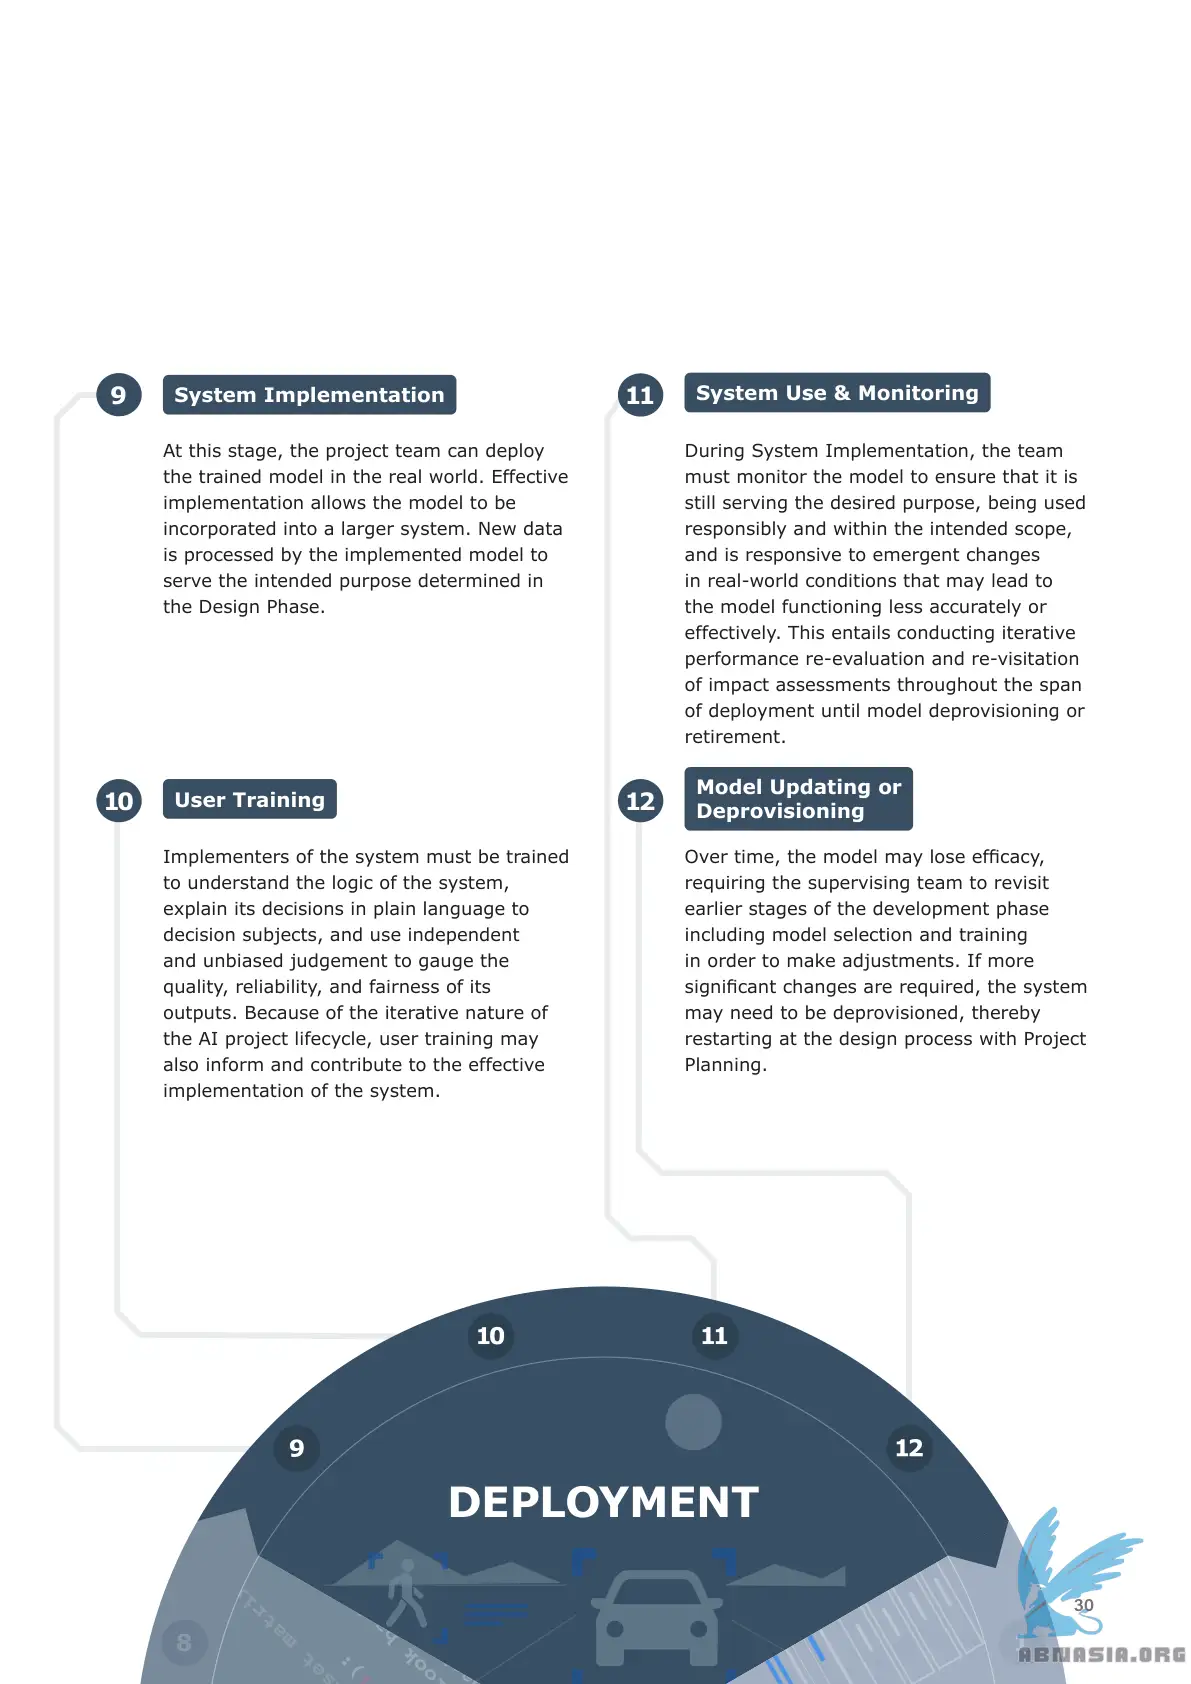 9
System Implementation
At this stage, the project team can deploy
the trained model in the real world. Effective
implementation allows the model to be
incorporated into a larger system. New data
is processed by the implemented model to
serve the intended purpose determined in
the Design Phase.
10
User Training
Implementers of the system must be trained
to understand the logic of the system,
explain its decisions in plain language to
decision subjects, and use independent
and unbiased judgement to gauge the
quality, reliability, and fairness of its
outputs. Because of the iterative nature of
the AI project lifecycle, user training may
also inform and contribute to the effective
implementation of the system.
11
System Use & Monitoring
During System Implementation, the team
must monitor the model to ensure that it is
still serving the desired purpose, being used
responsibly and within the intended scope,
and is responsive to emergent changes
in real-world conditions that may lead to
the model functioning less accurately or
effectively. This entails conducting iterative
performance re-evaluation and re-visitation
of impact assessments throughout the span
of deployment until model deprovisioning or
retirement.
12
Model Updating or
Deprovisioning
Over time, the model may lose efficacy,
requiring the supervising team to revisit
earlier stages of the development phase
including model selection and training
in order to make adjustments. If more
significant changes are required, the system
may need to be deprovisioned, thereby
restarting at the design process with Project
Planning.
10
11
9
12
DEPLOYMENT
8
30
ABNASIA.ORG